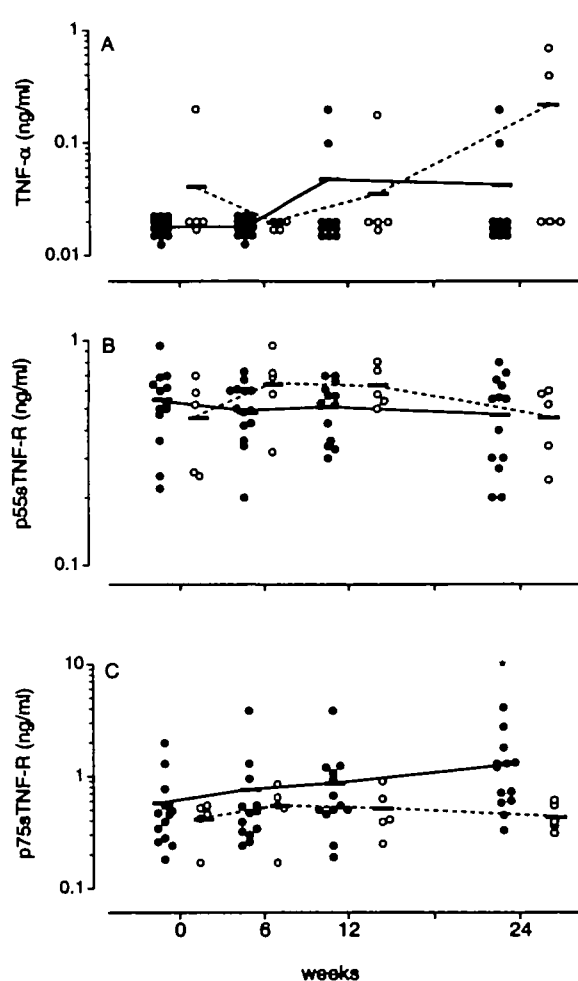 A
1
0.1
0.01
TNF-α (ng/ml)
B
1
0.1
p55sTNF-R (ng/ml)
C
10
1
0.1
p75sTNF-R (ng/ml)
*
0 6 12 24
weeks